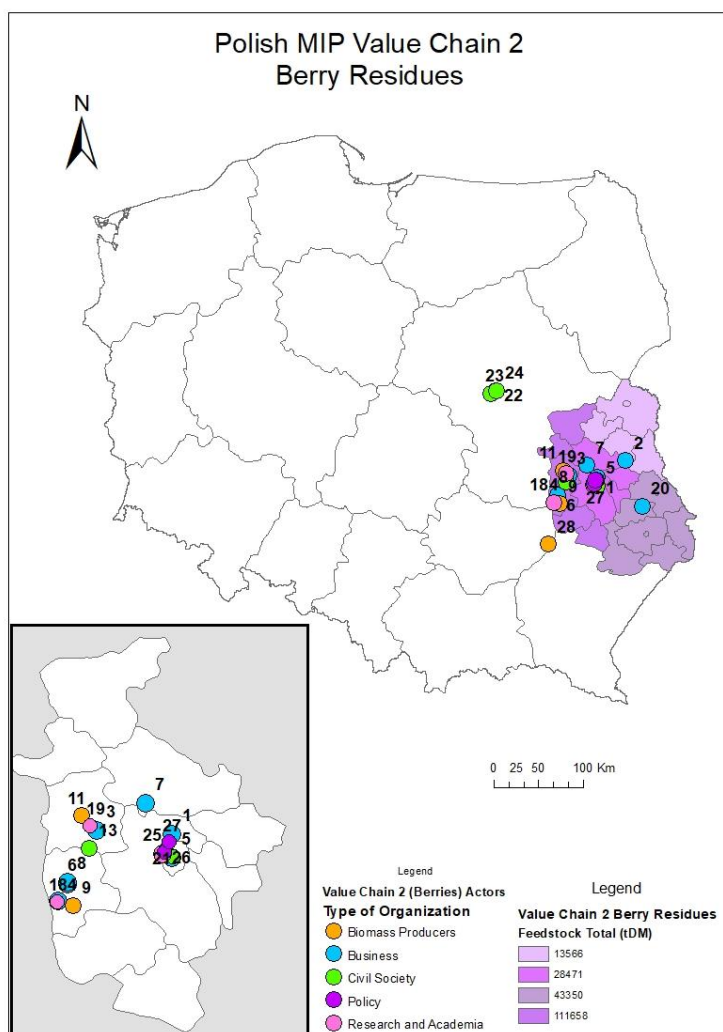 Polish MIP Value Chain 2
Berry Residues
N
23 24
22
11 19 3 7 2
8 5
18 4 9 1 20
27
6
28
0 25 50 100 Km
7
11 19 3 27 1
13 25 5
21 26
6 8
18 4 9
Legend
Value Chain 2 (Berries) Actors
Type of Organization
Biomass Producers
Business
Civil Society
Policy
Research and Academia
Legend
Value Chain 2 Berry Residues
Feedstock Total (tDM)
13566
28471
43350
111658